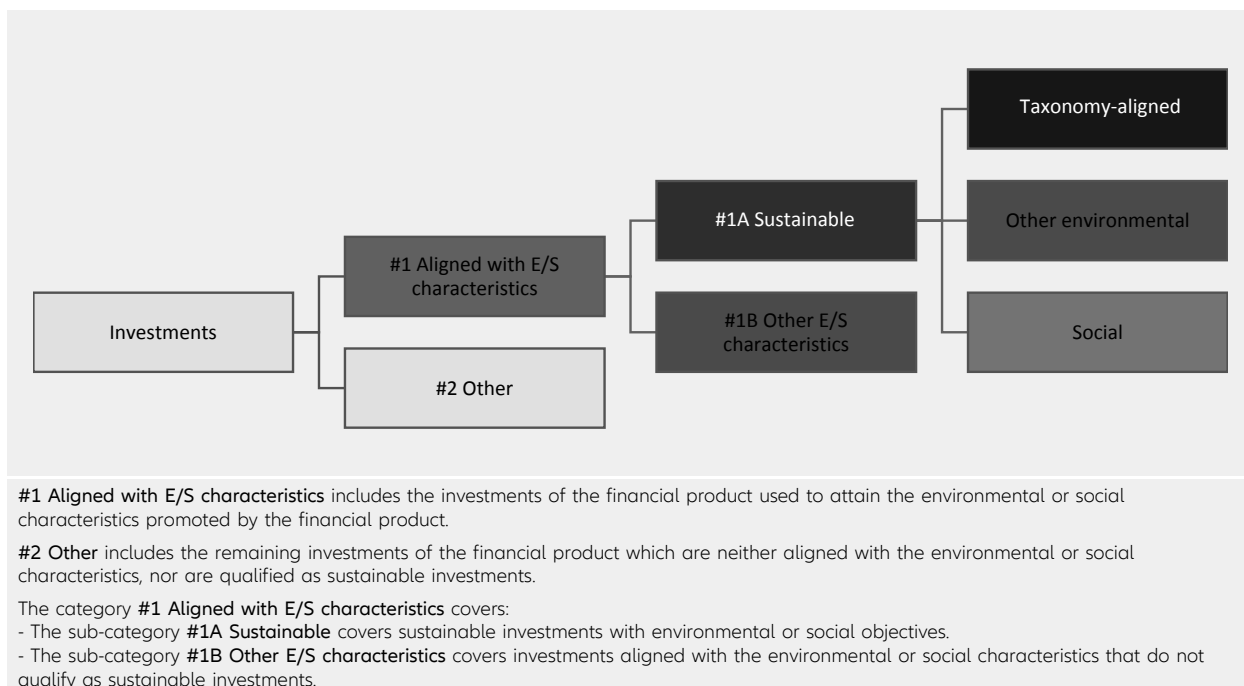 Taxonomy-aligned
#1A Sustainable
Other environmental
#1 Aligned with E/S
characteristics
Investments
#1B Other E/S
characteristics
Social
#2 Other
#1 Aligned with E/S characteristics includes the investments of the financial product used to attain the environmental or social
characteristics promoted by the financial product.
#2 Other includes the remaining investments of the financial product which are neither aligned with the environmental or social
characteristics, nor are qualified as sustainable investments.
The category #1 Aligned with E/S characteristics covers:
- The sub-category #1A Sustainable covers sustainable investments with environmental or social objectives.
- The sub-category #1B Other E/S characteristics covers investments aligned with the environmental or social characteristics that do not
qualify as sustainable investments.